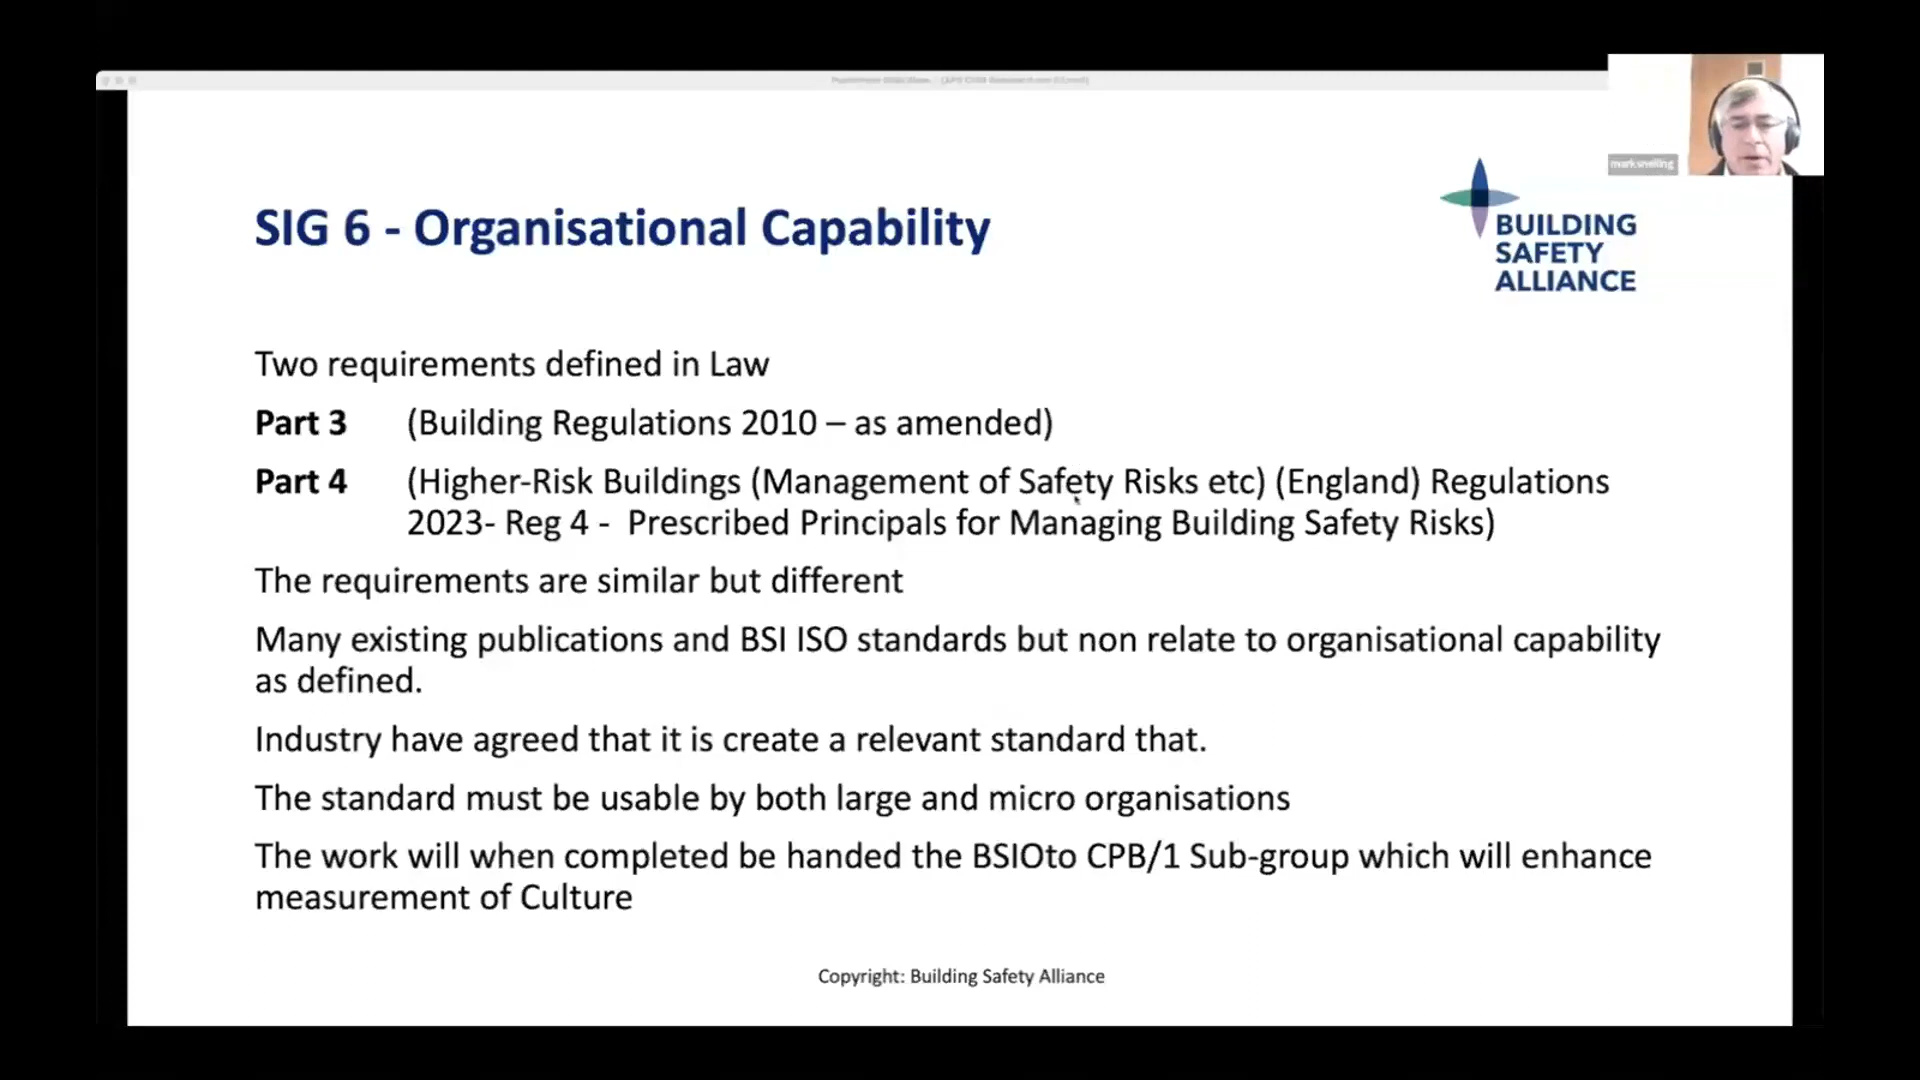 mark.snelling
SIG 6 - Organisational Capability
BUILDING
SAFETY
ALLIANCE
Two requirements defined in Law
Part 3 (Building Regulations 2010 – as amended)
Part 4 (Higher-Risk Buildings (Management of Safety Risks etc) (England) Regulations
2023- Reg 4 - Prescribed Principals for Managing Building Safety Risks)
The requirements are similar but different
Many existing publications and BSI ISO standards but non relate to organisational capability
as defined.
Industry have agreed that it is create a relevant standard that.
The standard must be usable by both large and micro organisations
The work will when completed be handed the BSIOto CPB/1 Sub-group which will enhance
measurement of Culture
Copyright: Building Safety Alliance